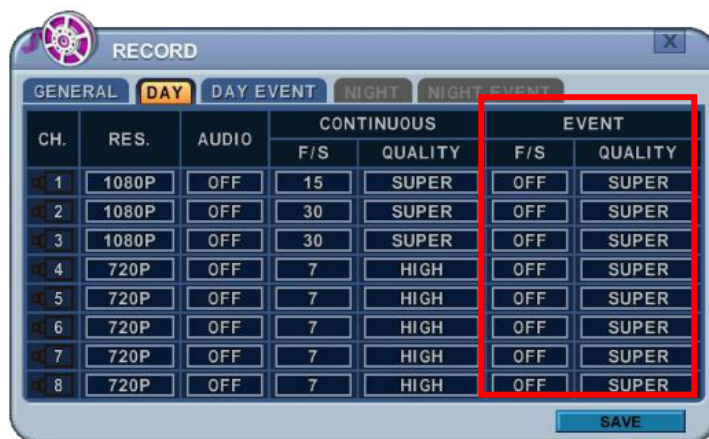 RECORD
X
GENERAL DAY DAY EVENT NIGHT NIGHT EVENT
CH. RES. AUDIO CONTINUOUS EVENT
F/S QUALITY F/S QUALITY
1 1080P OFF 15 SUPER OFF SUPER
2 1080P OFF 30 SUPER OFF SUPER
3 1080P OFF 30 SUPER OFF SUPER
4 720P OFF 7 HIGH OFF SUPER
5 720P OFF 7 HIGH OFF SUPER
6 720P OFF 7 HIGH OFF SUPER
7 720P OFF 7 HIGH OFF SUPER
8 720P OFF 7 HIGH OFF SUPER
SAVE